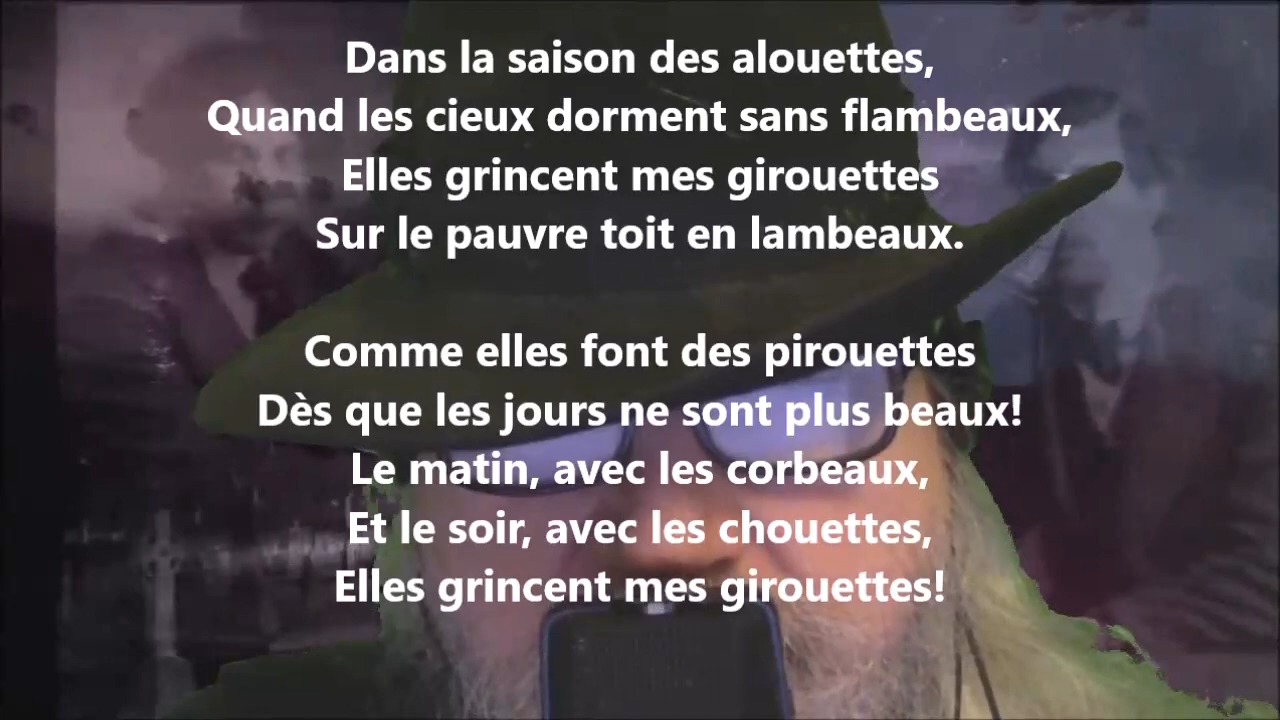 Dans la saison des alouettes,
Quand les cieux dorment sans flambeaux,
Elles grincent mes girouettes
Sur le pauvre toit en lambeaux.
Comme elles font des pirouettes
Dès que les jours ne sont plus beaux!
Le matin, avec les corbeaux,
Et le soir, avec les chouettes,
Elles grincent mes girouettes!